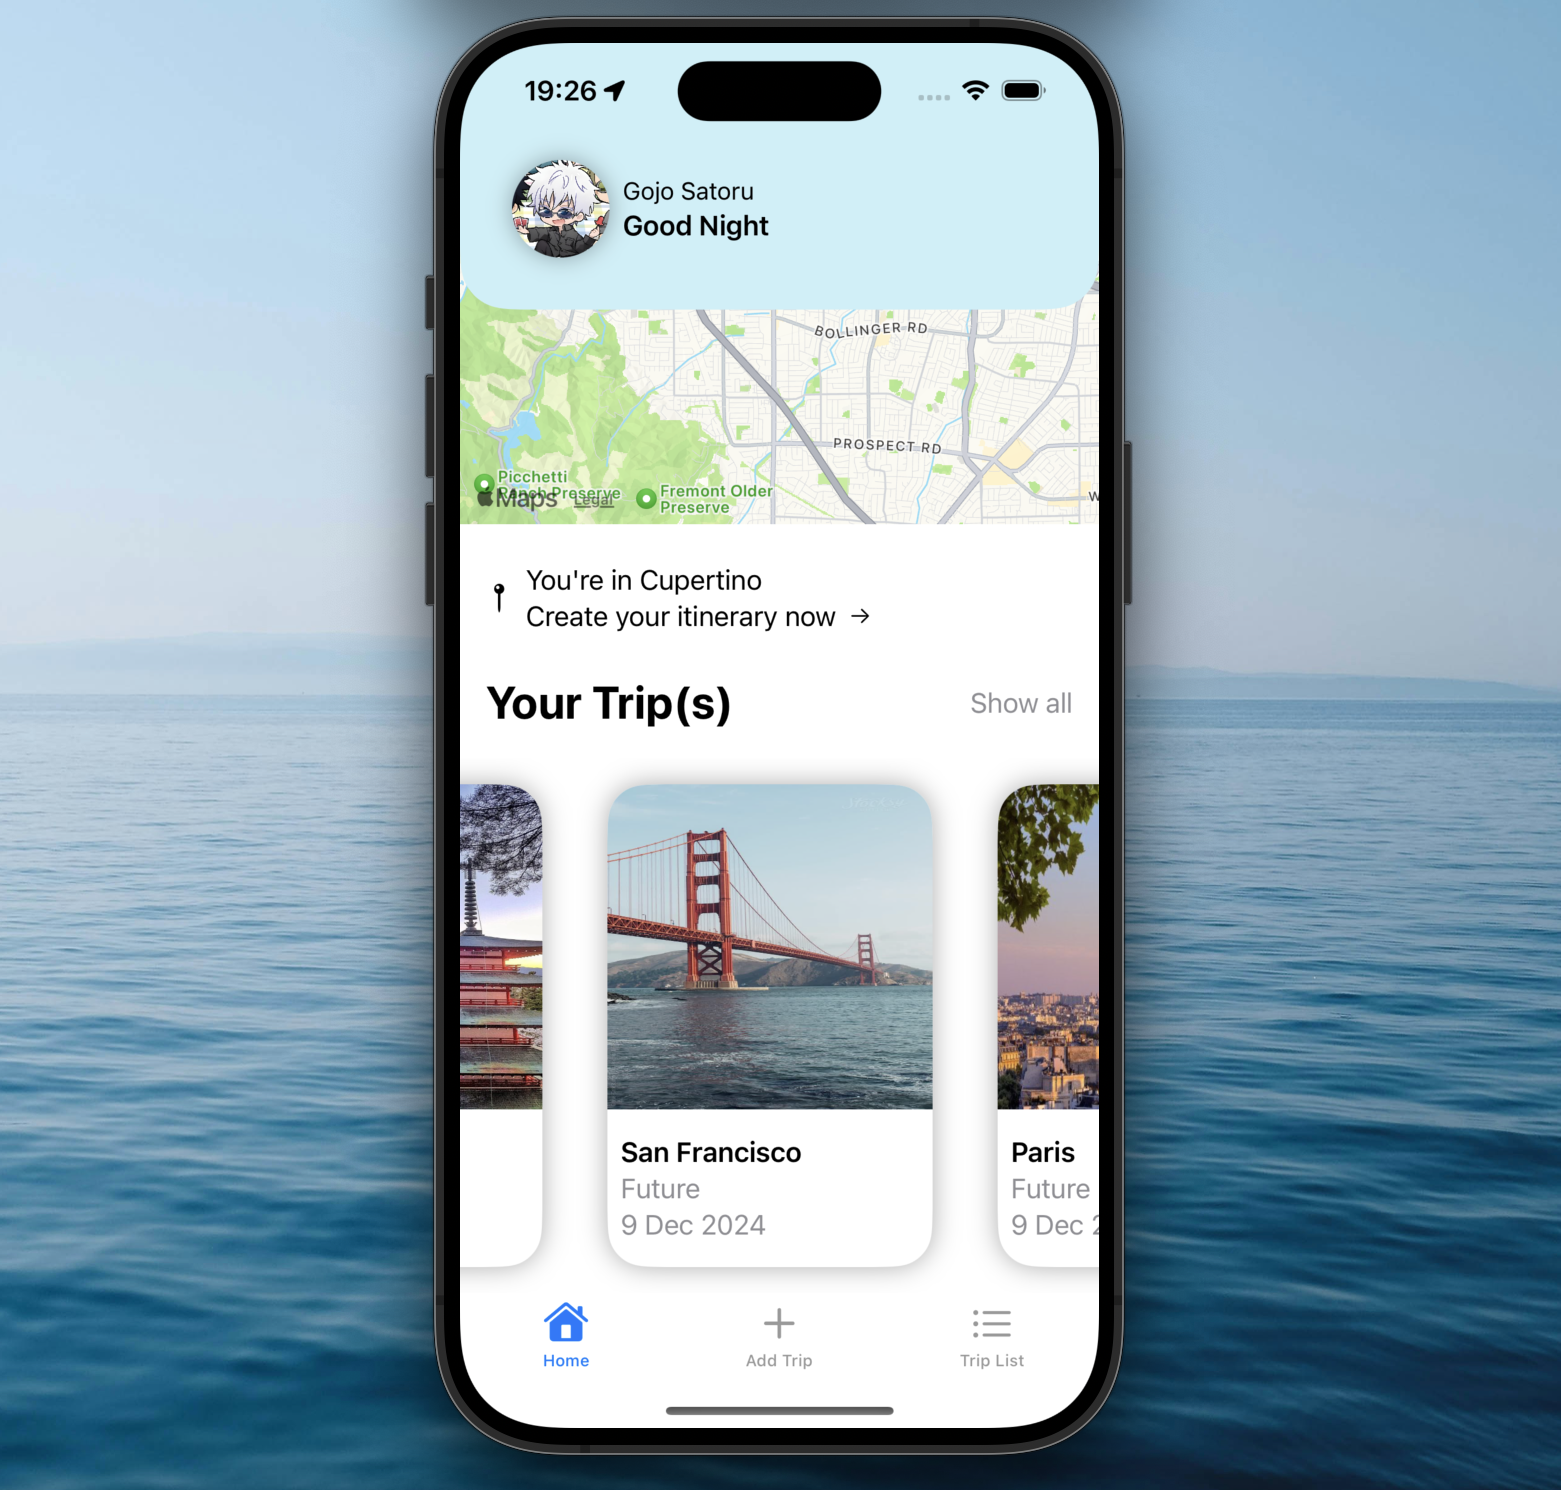 19:26
Gojo Satoru
Good Night
BOLLINGER RD
PROSPECT RD
Picchetti
Ranch Preserve
Maps Legal
Fremont Older
Preserve
W
You're in Cupertino
Create your itinerary now →
Your Trip(s)
Show all
San Francisco
Future
9 Dec 2024
Paris
Future
9 Dec
Home
Add Trip
Trip List